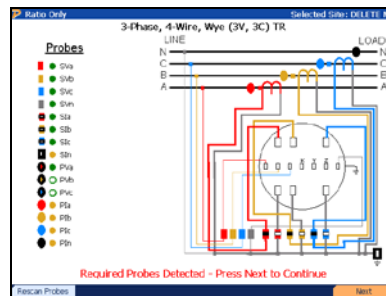 Ratio Only
Selected Site: DELETE M
3-Phase, 4-Wire, Wye (3V, 3C) TR
Probes
LINE
LOAD
N
N
C
C
B
B
A
A
SVa
SVb
SVc
SVn
SIa
SIb
SIc
SIn
PVa
PVb
PVc
PIa
PIb
PIc
PIn
Required Probes Detected - Press Next to Continue
Rescan Probes
Next